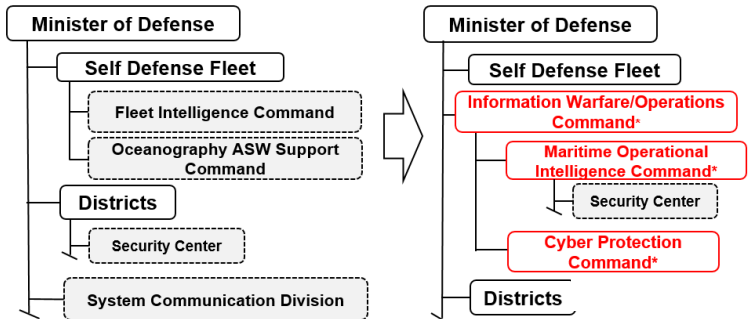 Minister of Defense
Self Defense Fleet
Fleet Intelligence Command
Oceanography ASW Support
Command
Districts
Security Center
System Communication Division
Minister of Defense
Self Defense Fleet
Information Warfare/Operations
Command*
Maritime Operational
Intelligence Command*
Security Center
Cyber Protection
Command*
Districts